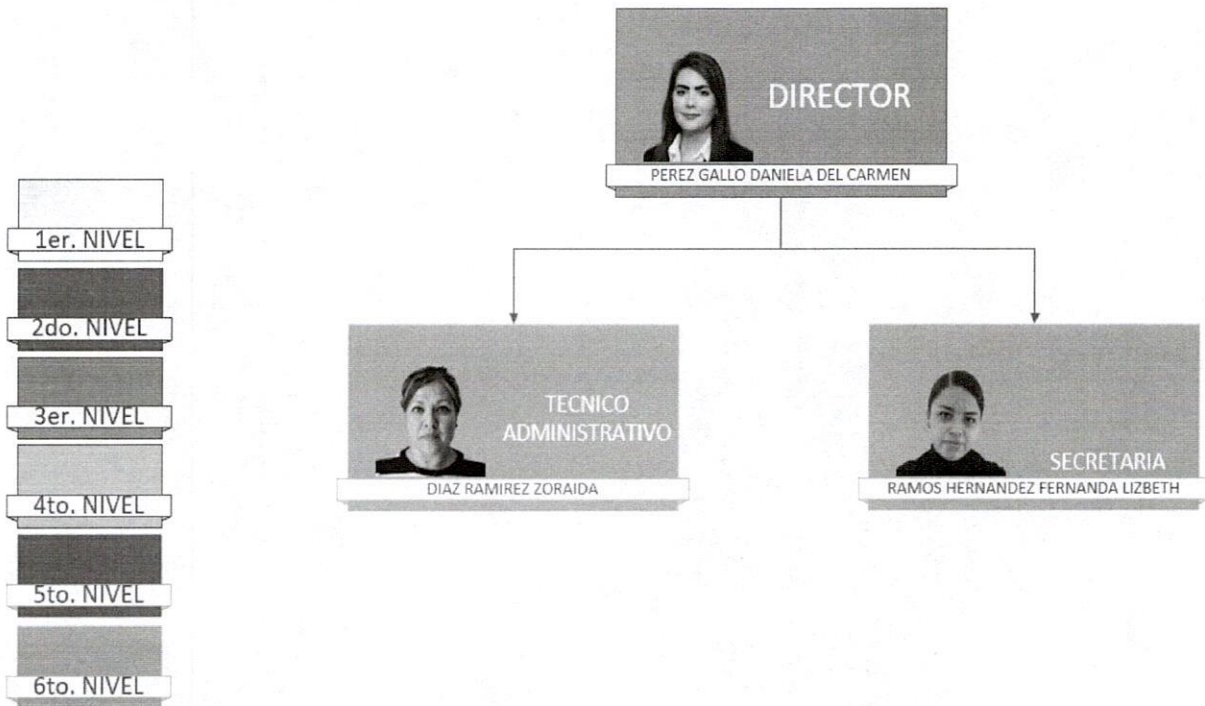 DIRECTOR
PEREZ GALLO DANIELA DEL CARMEN
1er. NIVEL
2do. NIVEL
3er. NIVEL
4to. NIVEL
5to. NIVEL
6to. NIVEL
TECNICO
ADMINISTRATIVO
DIAZ RAMIREZ ZORAIDA
SECRETARIA
RAMOS HERNANDEZ FERNANDA LIZBETH